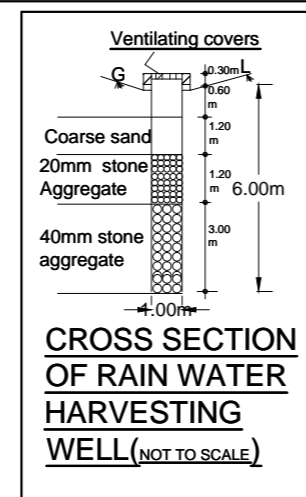 Ventilating covers
G
L
0.30m
0.60
m
1.20
m
Coarse sand
20mm stone
Aggregate
1.20
m
6.00m
3.00
m
40mm stone
aggregate
1.00m
CROSS SECTION
OF RAIN WATER
HARVESTING
WELL(NOT TO SCALE)